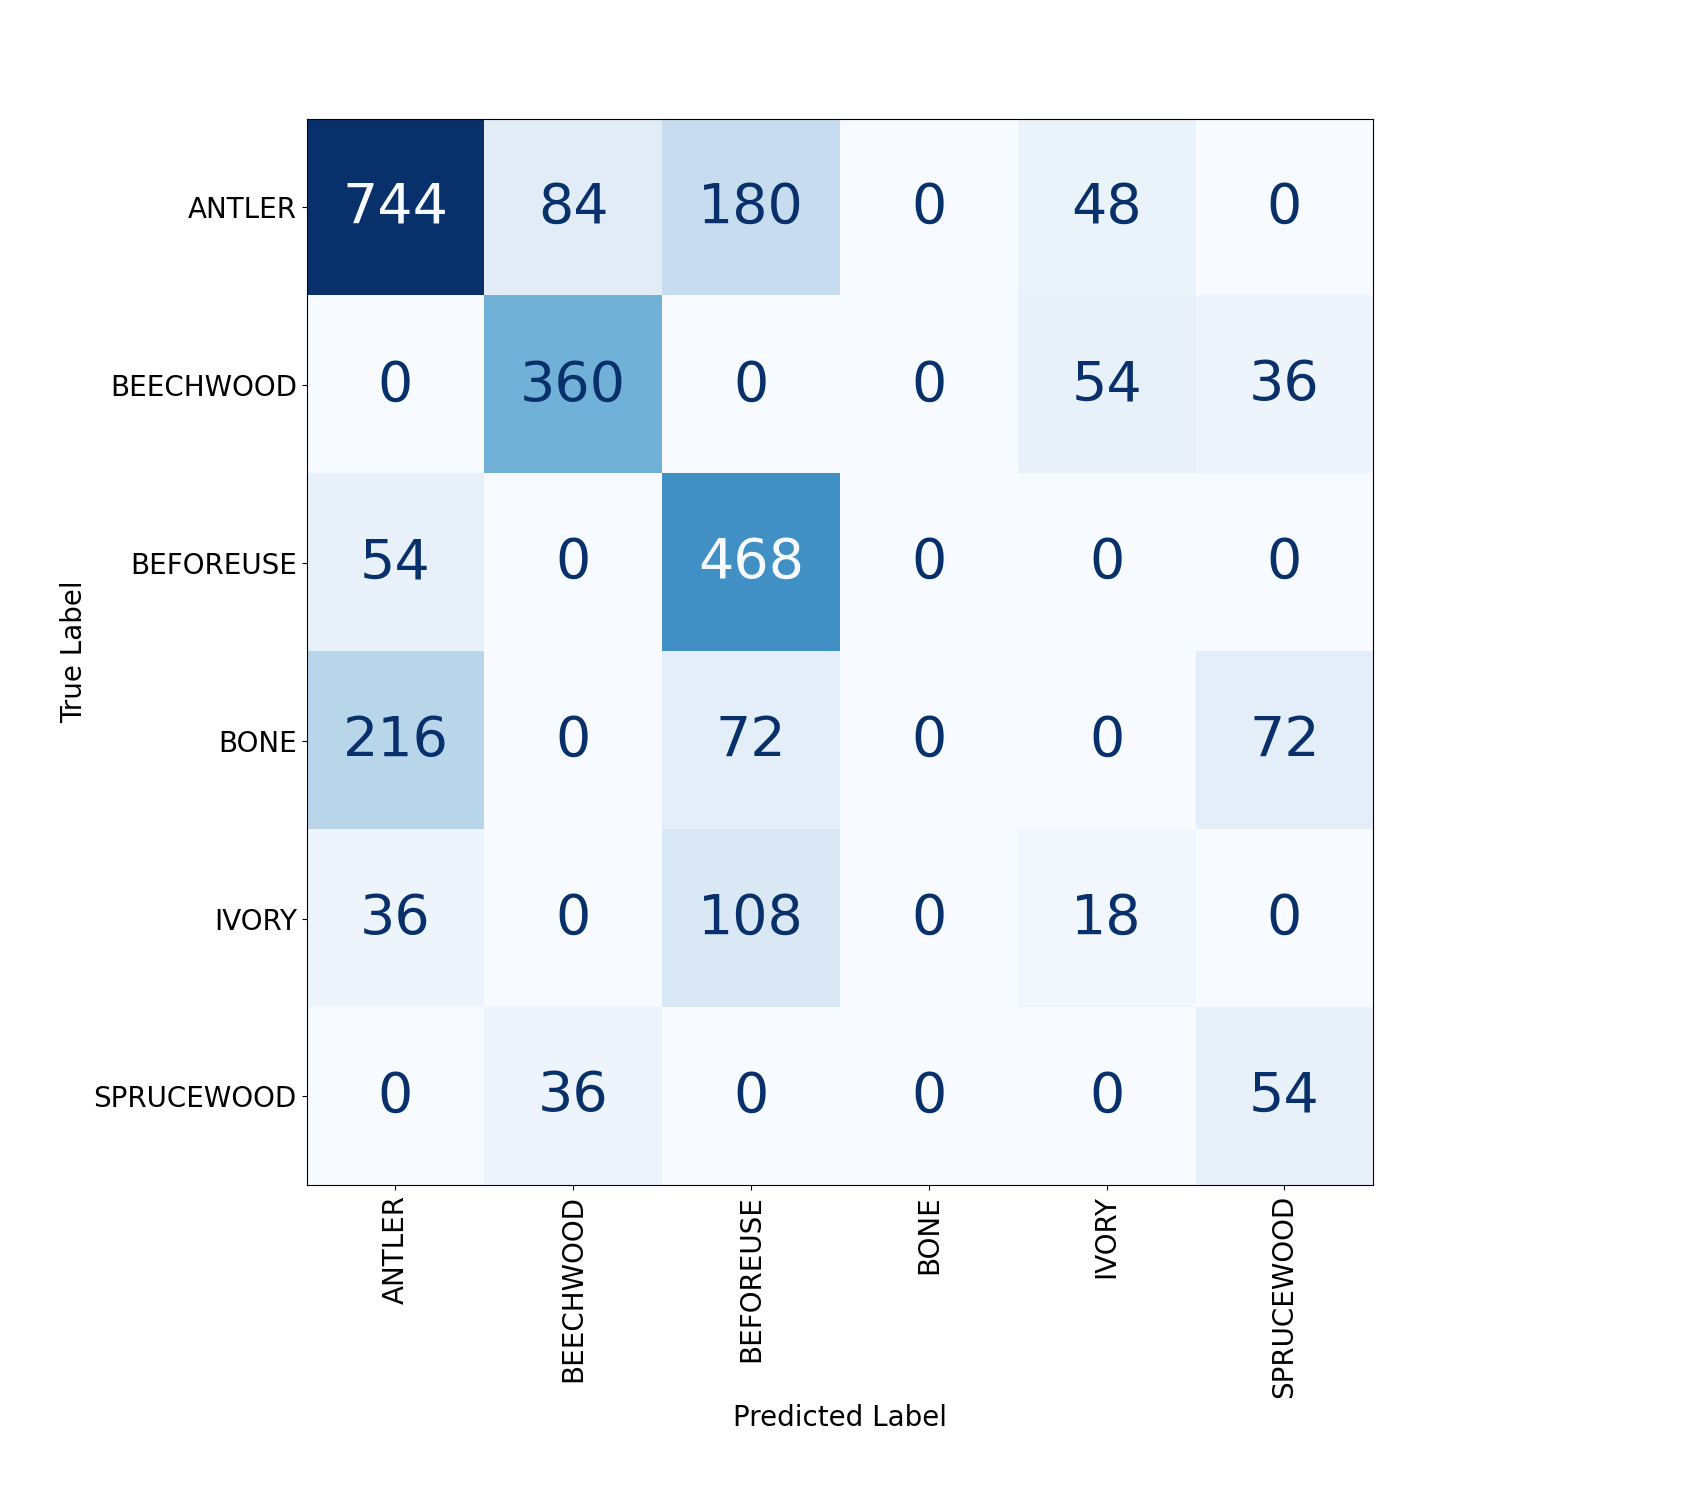 ANTLER 744 84 180 0 48 0
BEECHWOOD 0 360 0 0 54 36
BEFOREUSE 54 0 468 0 0 0
BONE 216 0 72 0 0 72
IVORY 36 0 108 0 18 0
SPRUCEWOOD 0 36 0 0 0 54
True Label
ANTLER
BEECHWOOD
BEFOREUSE
BONE
IVORY
SPRUCEWOOD
Predicted Label